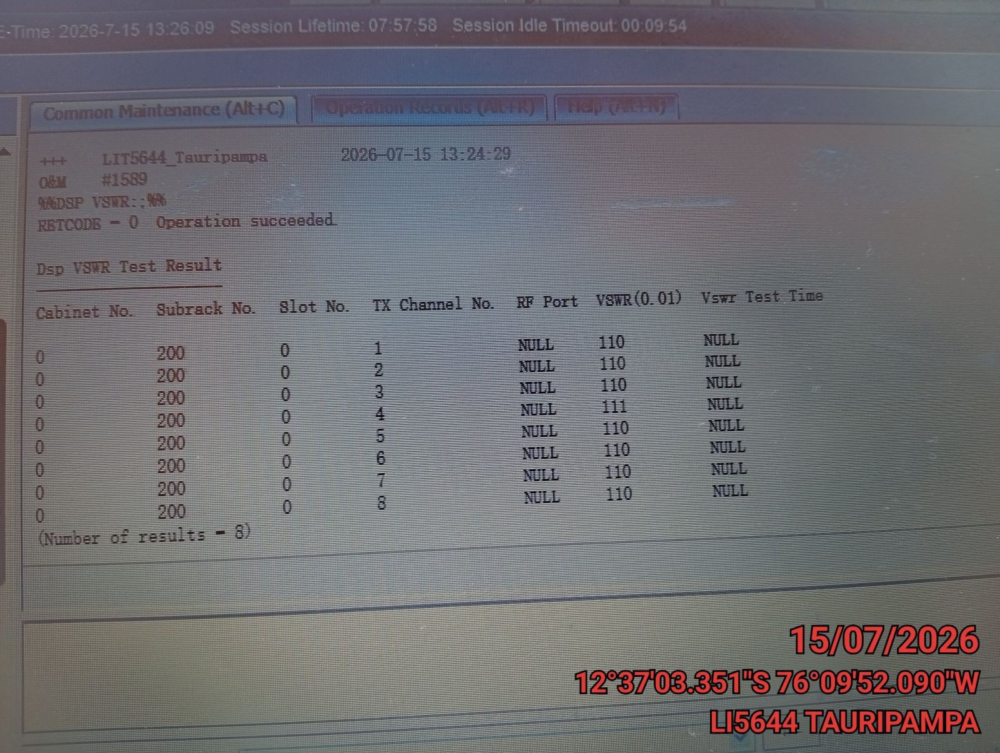 E-Time: 2026-7-15 13:26:09 Session Lifetime: 07:57:58 Session Idle Timeout: 00:09:54
Common Maintenance (Alt+C) Operation Records (Alt+R) Help (Alt+N)
+++ LIT5644_Tauripampa 2026-07-15 13:24:29
O&M #1589
%%DSP VSWR:;%%
RETCODE = 0 Operation succeeded.
Dsp VSWR Test Result
Cabinet No. Subrack No. Slot No. TX Channel No. RF Port VSWR(0.01) Vswr Test Time
0 200 0 1 NULL 110 NULL
0 200 0 2 NULL 110 NULL
0 200 0 3 NULL 110 NULL
0 200 0 4 NULL 111 NULL
0 200 0 5 NULL 110 NULL
0 200 0 6 NULL 110 NULL
0 200 0 7 NULL 110 NULL
0 200 0 8 NULL 110 NULL
(Number of results = 8)
15/07/2026
12°37'03.351"S 76°09'52.090"W
LI5644 TAURIPAMPA